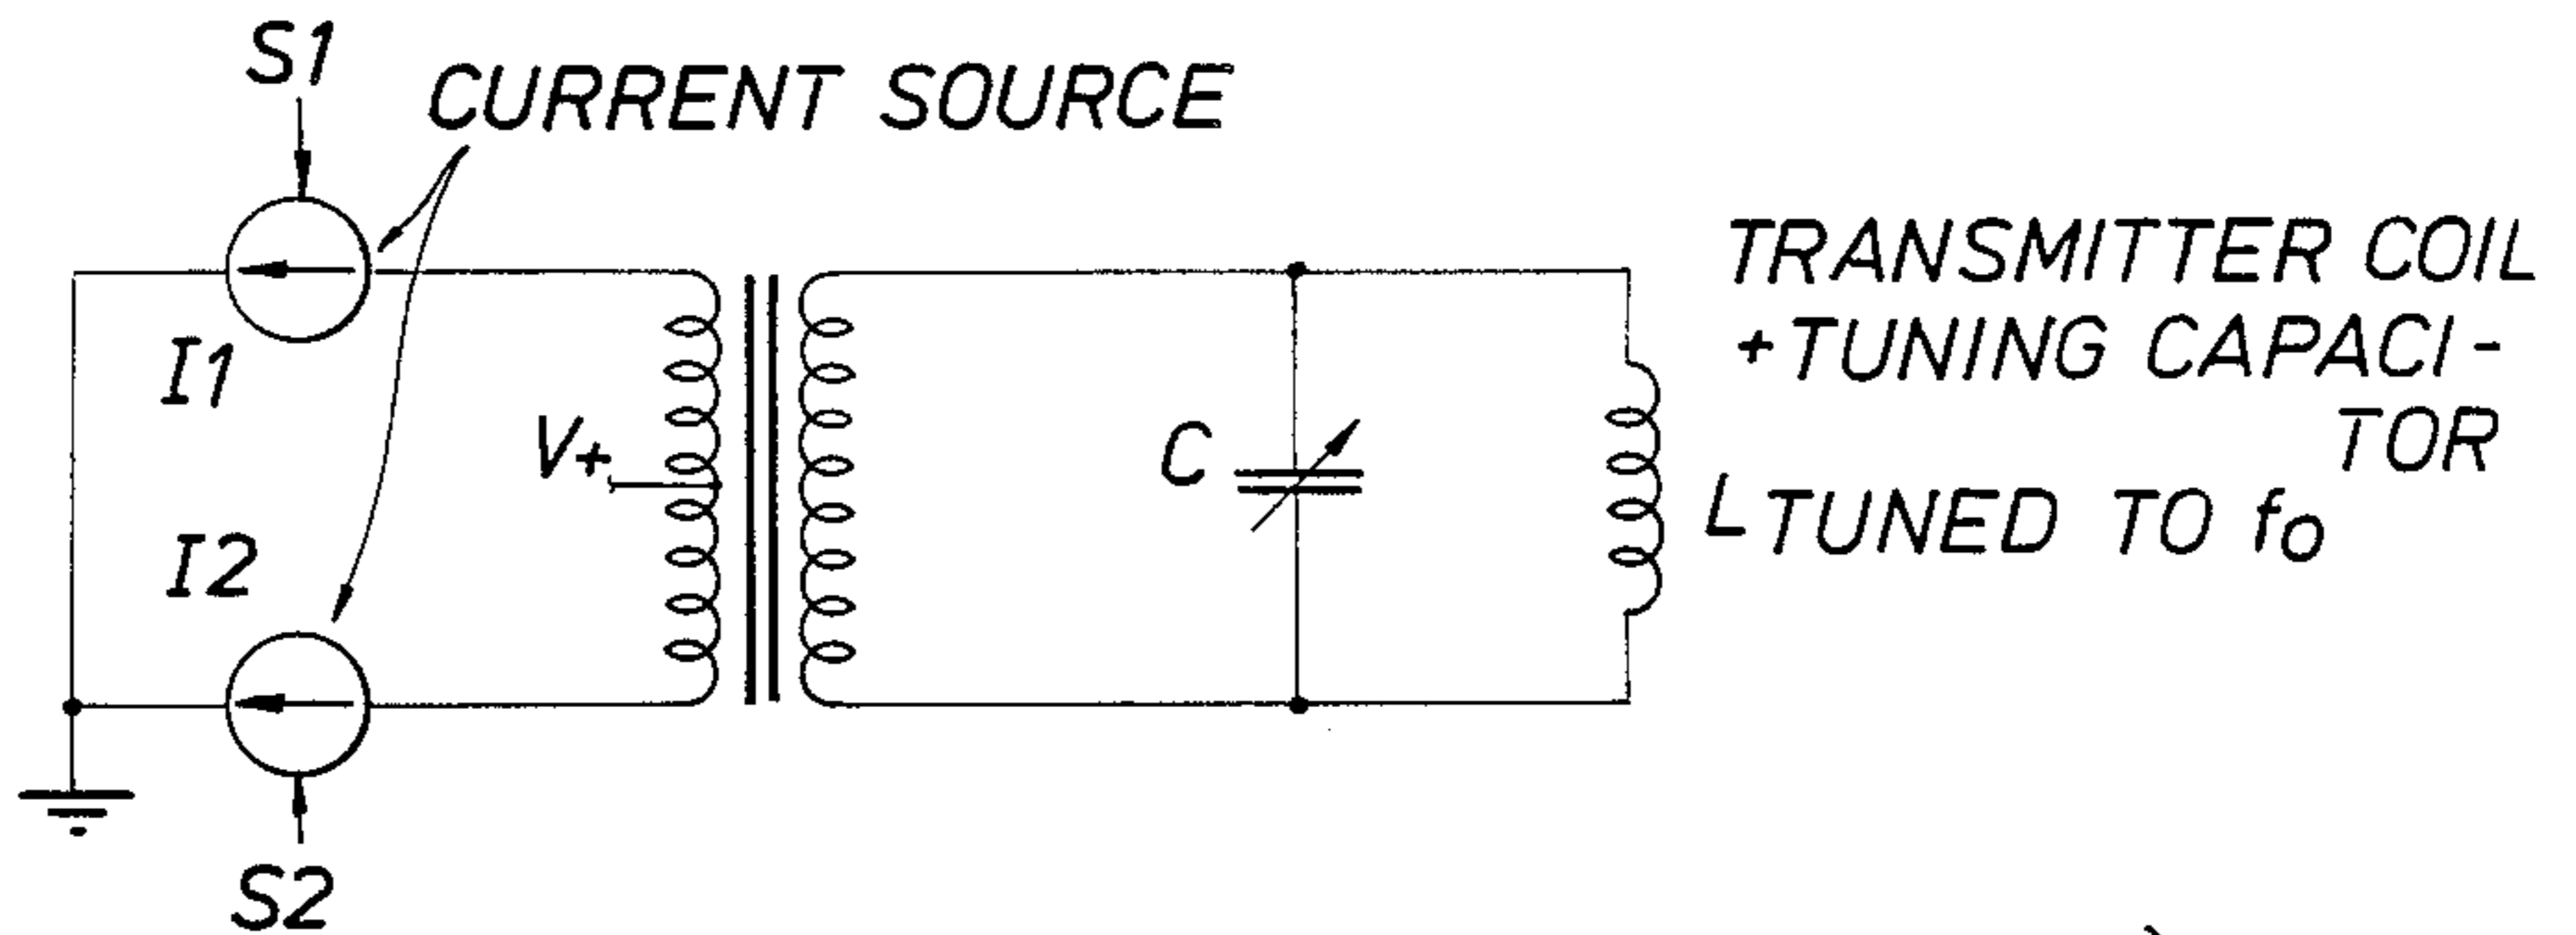 S1
CURRENT SOURCE
I1
V+
I2
S2
C
L
TRANSMITTER COIL
+TUNING CAPACI-
TOR
TUNED TO fo